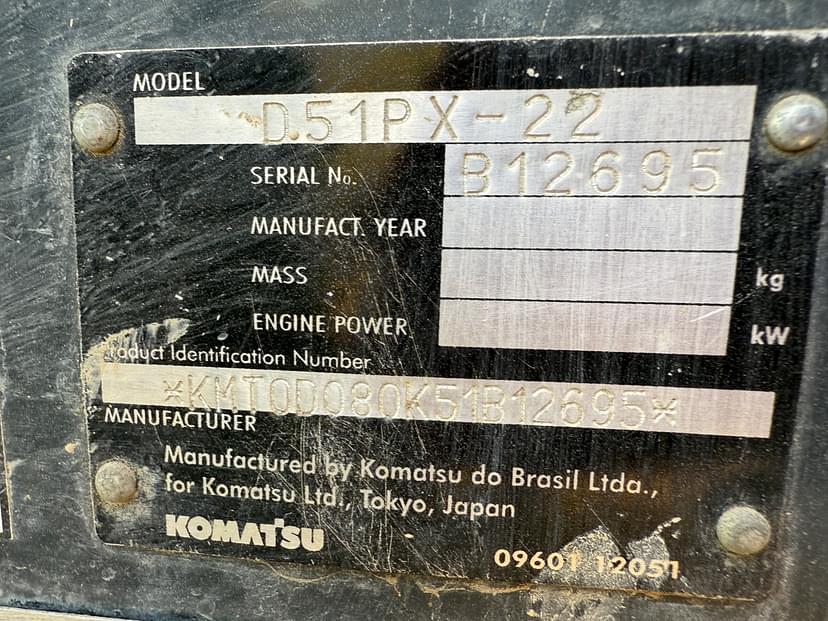 MODEL
D51PX-22
SERIAL No. B12695
MANUFACT. YEAR
MASS kg
ENGINE POWER kW
Product Identification Number
*KMT0D080K51B12695*
MANUFACTURER
Manufactured by Komatsu do Brasil Ltda.,
for Komatsu Ltd., Tokyo, Japan
KOMATSU
09601 12051